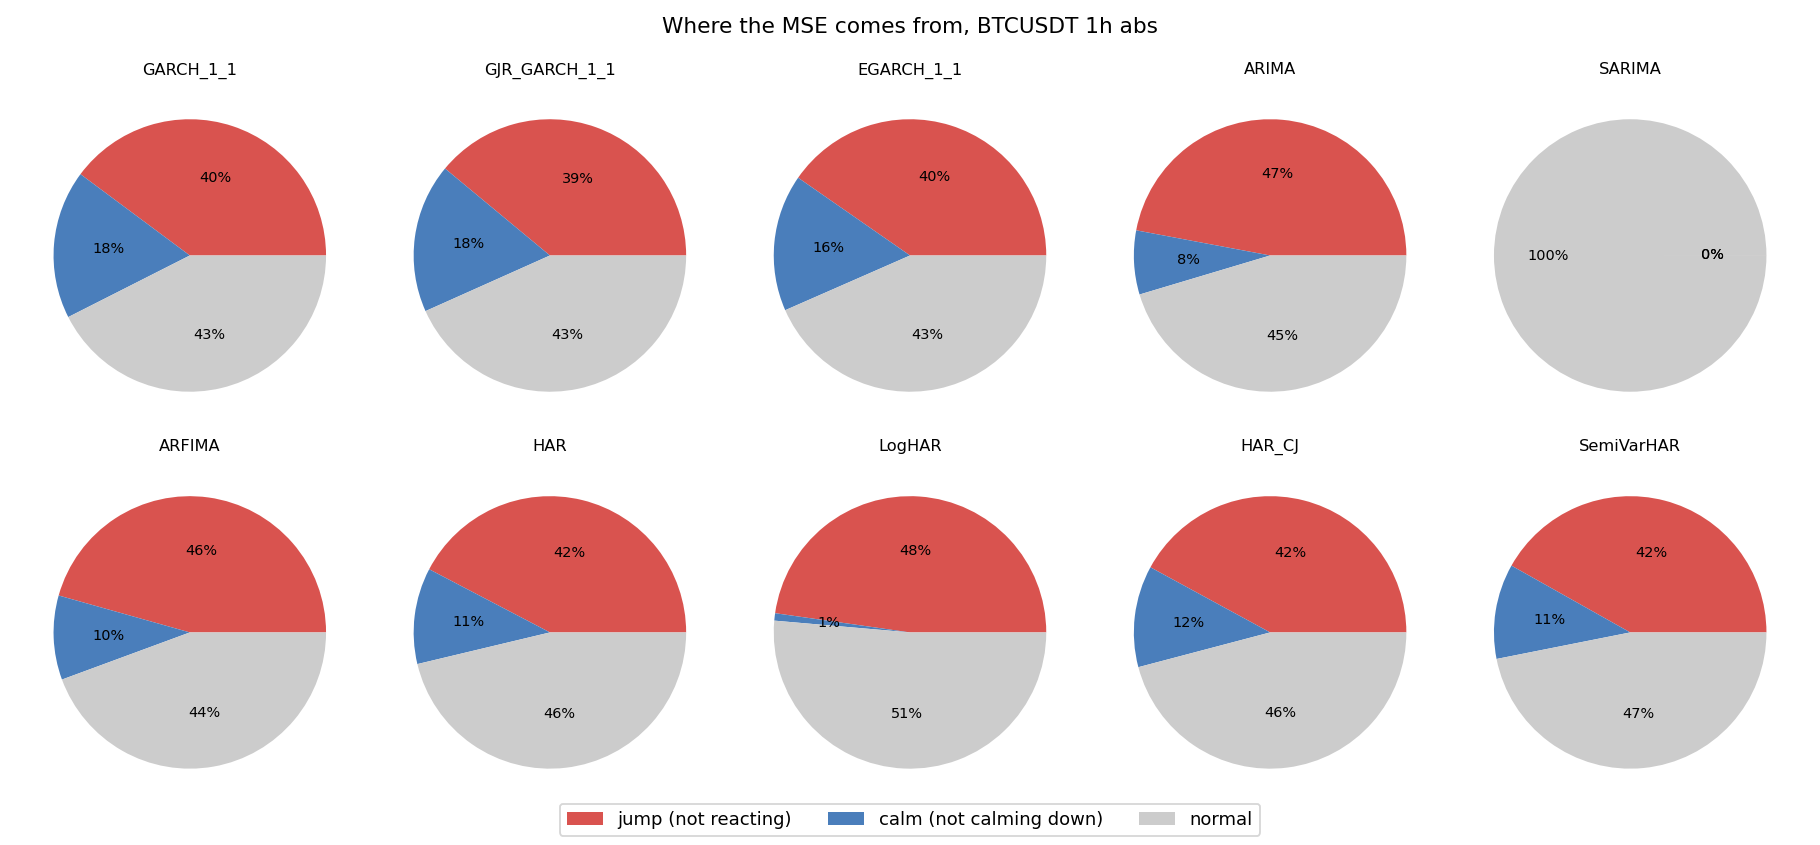 Where the MSE comes from, BTCUSDT 1h abs
GARCH_1_1
GJR_GARCH_1_1
EGARCH_1_1
ARIMA
SARIMA
40%
18%
43%
39%
18%
43%
40%
16%
43%
47%
8%
45%
100%
0%
0%
ARFIMA
HAR
LogHAR
HAR_CJ
SemiVarHAR
46%
10%
44%
42%
11%
46%
48%
1%
51%
42%
12%
46%
42%
11%
47%
jump (not reacting)
calm (not calming down)
normal